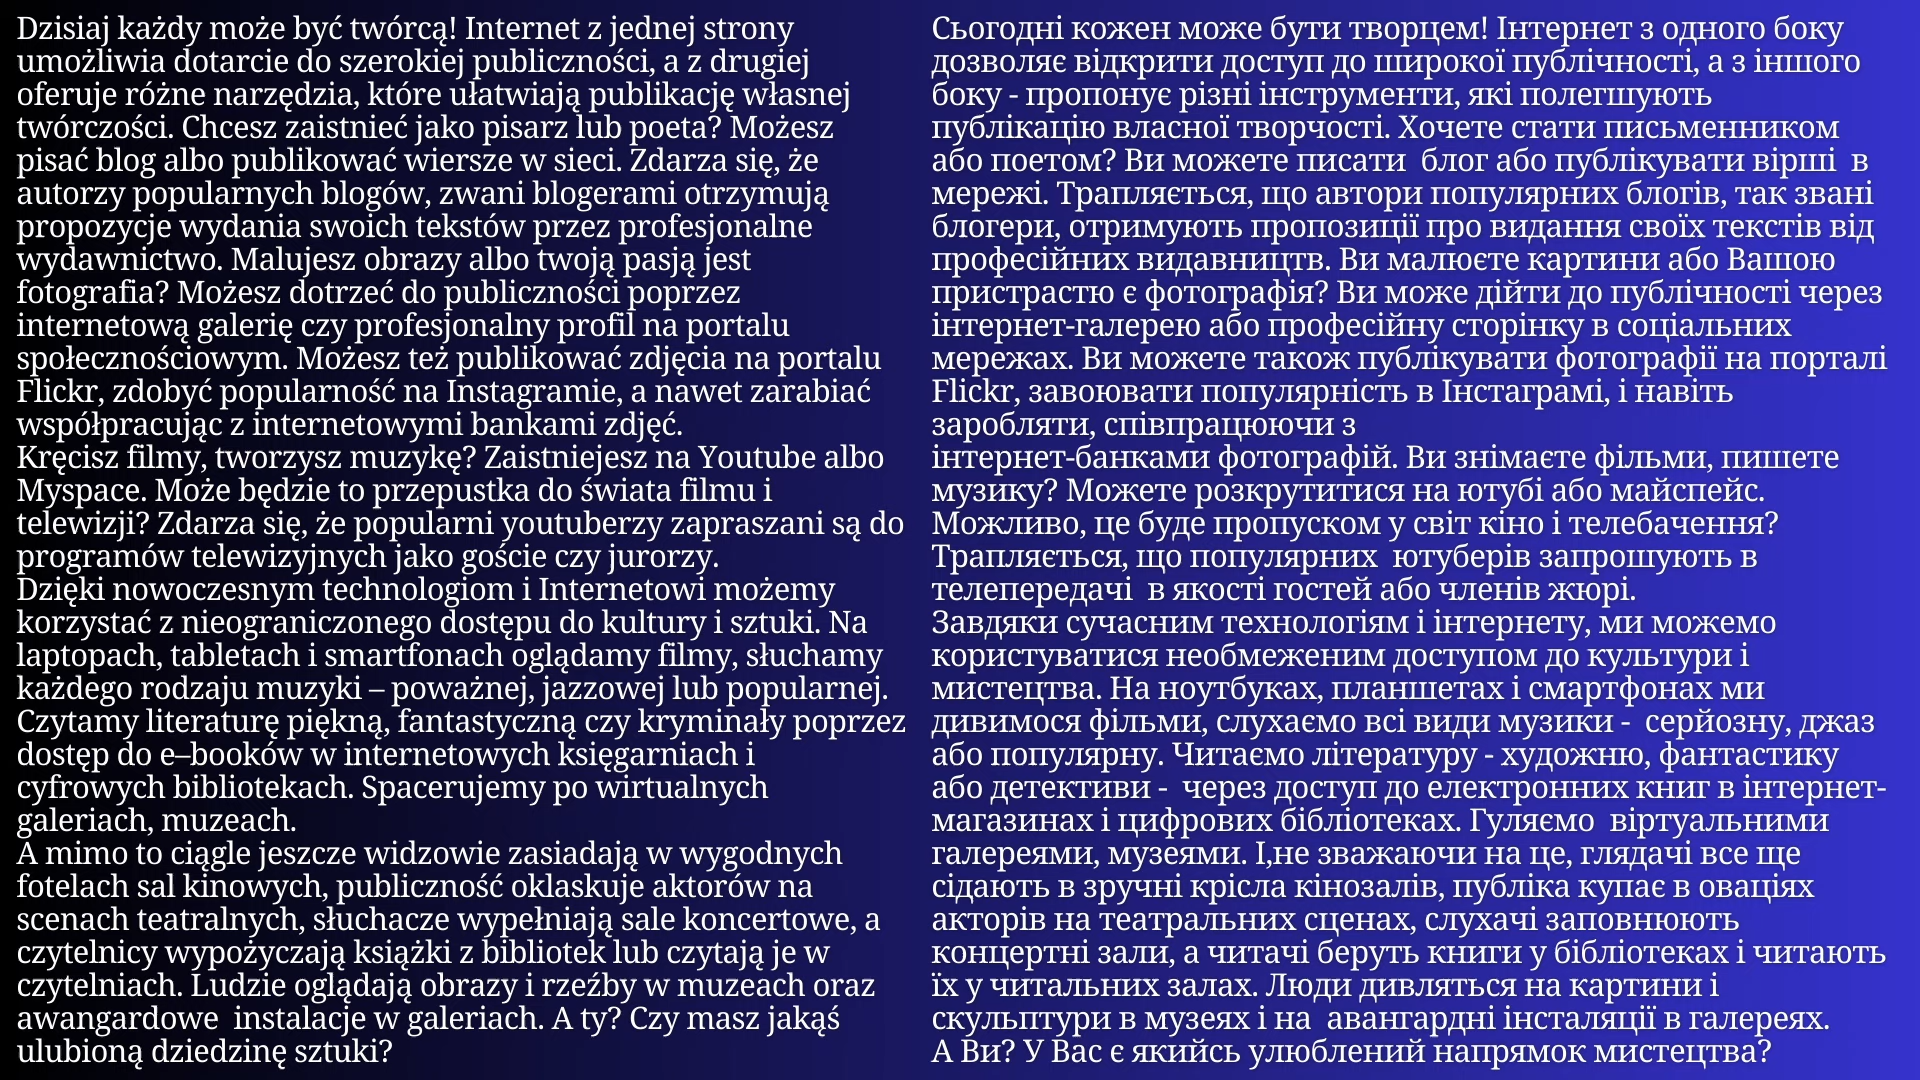 Dzisiaj każdy może być twórcą! Internet z jednej strony
umożliwia dotarcie do szerokiej publiczności, a z drugiej
oferuje różne narzędzia, które ułatwiają publikację własnej
twórczości. Chcesz zaistnieć jako pisarz lub poeta? Możesz
pisać blog albo publikować wiersze w sieci. Zdarza się, że
autorzy popularnych blogów, zwani blogerami otrzymują
propozycje wydania swoich tekstów przez profesjonalne
wydawnictwo. Malujesz obrazy albo twoją pasją jest
fotografia? Możesz dotrzeć do publiczności poprzez
internetową galerię czy profesjonalny profil na portalu
społecznościowym. Możesz też publikować zdjęcia na portalu
Flickr, zdobyć popularność na Instagramie, a nawet zarabiać
współpracując z internetowymi bankami zdjęć.
Kręcisz filmy, tworzysz muzykę? Zaistniejesz na Youtube albo
Myspace. Może będzie to przepustka do świata filmu i
telewizji? Zdarza się, że popularni youtuberzy zapraszani są do
programów telewizyjnych jako goście czy jurorzy.
Dzięki nowoczesnym technologiom i Internetowi możemy
korzystać z nieograniczonego dostępu do kultury i sztuki. Na
laptopach, tabletach i smartfonach oglądamy filmy, słuchamy
każdego rodzaju muzyki – poważnej, jazzowej lub popularnej.
Czytamy literaturę piękną, fantastyczną czy kryminały poprzez
dostęp do e–booków w internetowych księgarniach i
cyfrowych bibliotekach. Spacerujemy po wirtualnych
galeriach, muzeach.
A mimo to ciągle jeszcze widzowie zasiadają w wygodnych
fotelach sal kinowych, publiczność oklaskuje aktorów na
scenach teatralnych, słuchacze wypełniają sale koncertowe, a
czytelnicy wypożyczają książki z bibliotek lub czytają je w
czytelniach. Ludzie oglądają obrazy i rzeźby w muzeach oraz
awangardowe  instalacje w galeriach. A ty? Czy masz jakąś
ulubioną dziedzinę sztuki?
Сьогодні кожен може бути творцем! Інтернет з одного боку
дозволяє відкрити доступ до широкої публічності, а з іншого
боку - пропонує різні інструменти, які полегшують
публікацію власної творчості. Хочете стати письменником
або поетом? Ви можете писати  блог або публікувати вірші  в
мережі. Трапляється, що автори популярних блогів, так звані
блогери, отримують пропозиції про видання своїх текстів від
професійних видавництв. Ви малюєте картини або Вашою
пристрастю є фотографія? Ви може дійти до публічності через
інтернет-галерею або професійну сторінку в соціальних
мережах. Ви можете також публікувати фотографії на порталі
Flickr, завоювати популярність в Інстаграмі, і навіть
заробляти, співпрацюючи з
інтернет-банками фотографій. Ви знімаєте фільми, пишете
музику? Можете розкрутитися на ютубі або майспейс.
Можливо, це буде пропуском у світ кіно і телебачення?
Трапляється, що популярних  ютуберів запрошують в
телепередачі  в якості гостей або членів жюрі.
Завдяки сучасним технологіям і інтернету, ми можемо
користуватися необмеженим доступом до культури і
мистецтва. На ноутбуках, планшетах і смартфонах ми
дивимося фільми, слухаємо всі види музики -  серйозну, джаз
або популярну. Читаємо літературу - художню, фантастику
або детективи -  через доступ до електронних книг в інтернет-
магазинах і цифрових бібліотеках. Гуляємо  віртуальними
галереями, музеями. І,не зважаючи на це, глядачі все ще
сідають в зручні крісла кінозалів, публіка купає в оваціях
акторів на театральних сценах, слухачі заповнюють
концертні зали, а читачі беруть книги у бібліотеках і читають
їх у читальних залах. Люди дивляться на картини і
скульптури в музеях і на  авангардні інсталяції в галереях.
А Ви? У Вас є якийсь улюблений напрямок мистецтва?